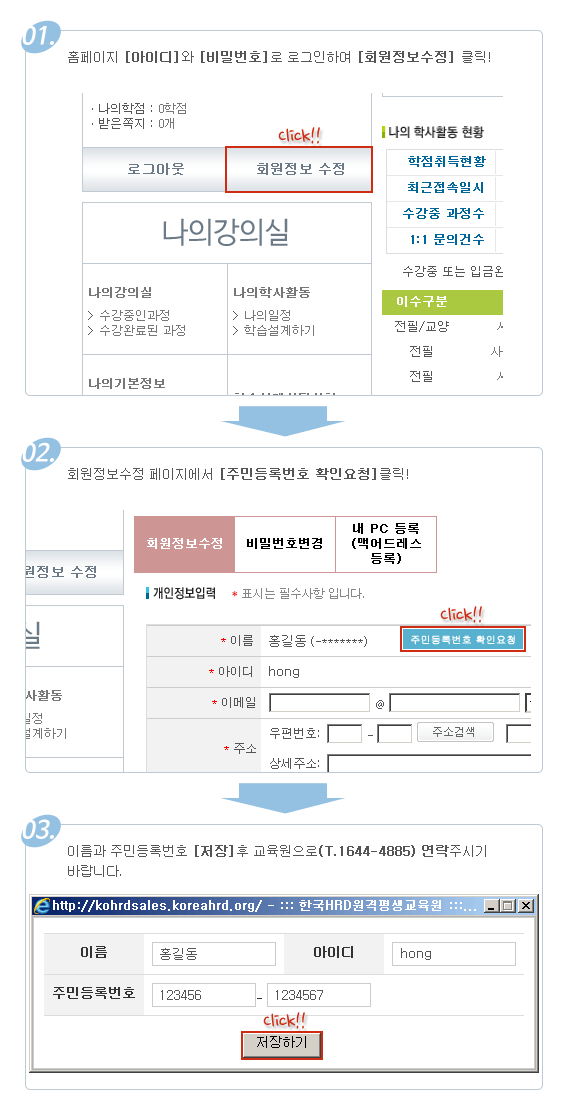 01.
홈페이지 [아이디]와 [비밀번호]로 로그인하여 [회원정보수정] 클릭!
· 나의학점 : 0학점
· 받은쪽지 : 0개
click!!
로그아웃
회원정보 수정
나의강의실
나의강의실
> 수강중인과정
> 수강완료된 과정
나의학사활동
> 나의일정
> 학습설계하기
나의기본정보
나의 학사활동 현황
학점취득현황
최근접속일시
수강중 과정수
1:1 문의건수
수강중 또는 입금완
이수구분
전필/교양
전필
사
전필
02.
회원정보수정 페이지에서 [주민등록번호 확인요청]클릭!
회원정보수정
비밀번호변경
내 PC 등록
(맥어드레스
등록)
원정보 수정
개인정보입력 * 표시는 필수사항 입니다.
click!!
실
* 이름 홍길동 (-*******) 주민등록번호 확인요청
* 아이디 hong
사활동
일정
설계하기
* 이메일 @
* 주소 우편번호: - 주소검색
상세주소:
03.
이름과 주민등록번호 [저장]후 교육원으로(T.1644-4885) 연락주시기
바랍니다.
http://kohrdsales.koreahrd.org/ - ::: 한국HRD원격평생교육원 :::...
이름 홍길동 아이디 hong
주민등록번호 123456 - 1234567
click!!
저장하기